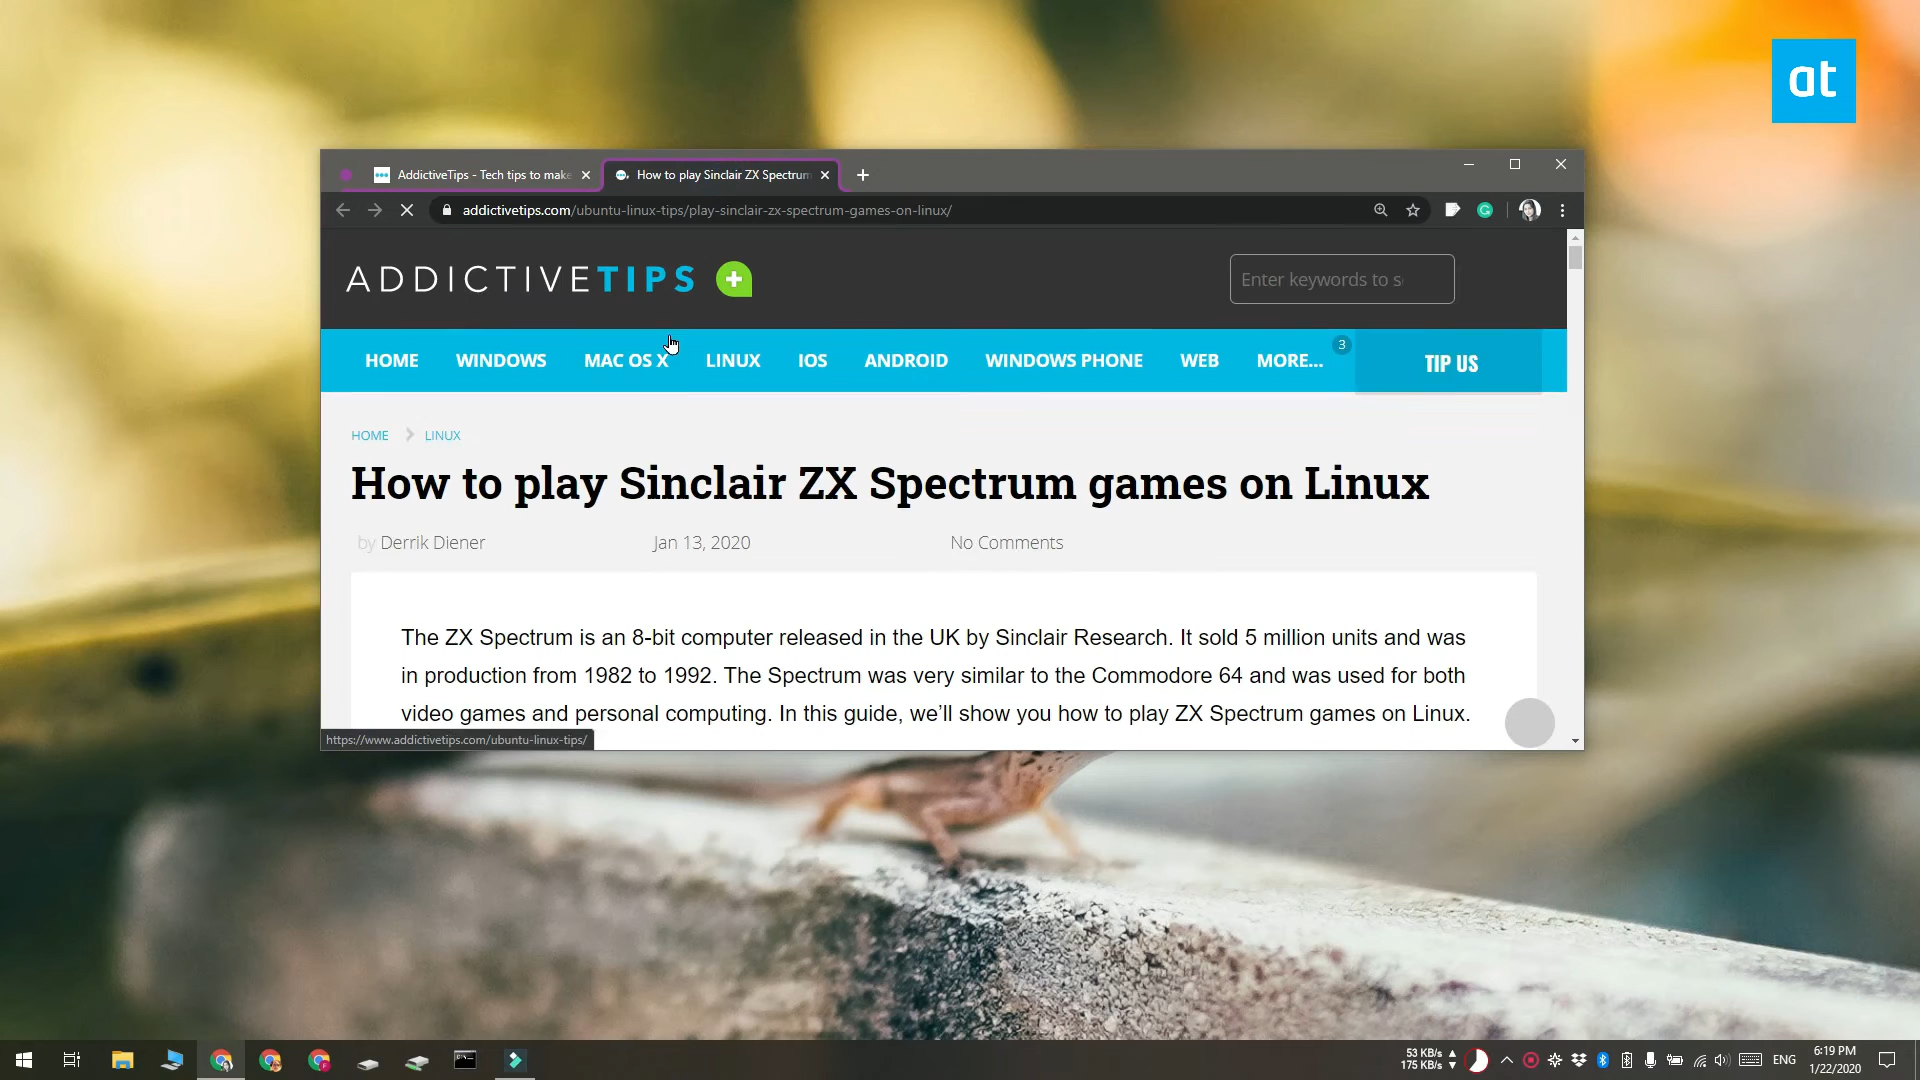 at
AddictiveTips - Tech tips to make
How to play Sinclair ZX Spectrum
addictivetips.com/ubuntu-linux-tips/play-sinclair-zx-spectrum-games-on-linux/
ADDICTIVETIPS
Enter keywords to s
HOME WINDOWS MAC OS X LINUX IOS ANDROID WINDOWS PHONE WEB MORE... 3 TIP US
HOME LINUX
How to play Sinclair ZX Spectrum games on Linux
by Derrik Diener Jan 13, 2020 No Comments
The ZX Spectrum is an 8-bit computer released in the UK by Sinclair Research. It sold 5 million units and was
in production from 1982 to 1992. The Spectrum was very similar to the Commodore 64 and was used for both
video games and personal computing. In this guide, we’ll show you how to play ZX Spectrum games on Linux.
https://www.addictivetips.com/ubuntu-linux-tips/
53 KB/s
175 KB/s
ENG
6:19 PM
1/22/2020